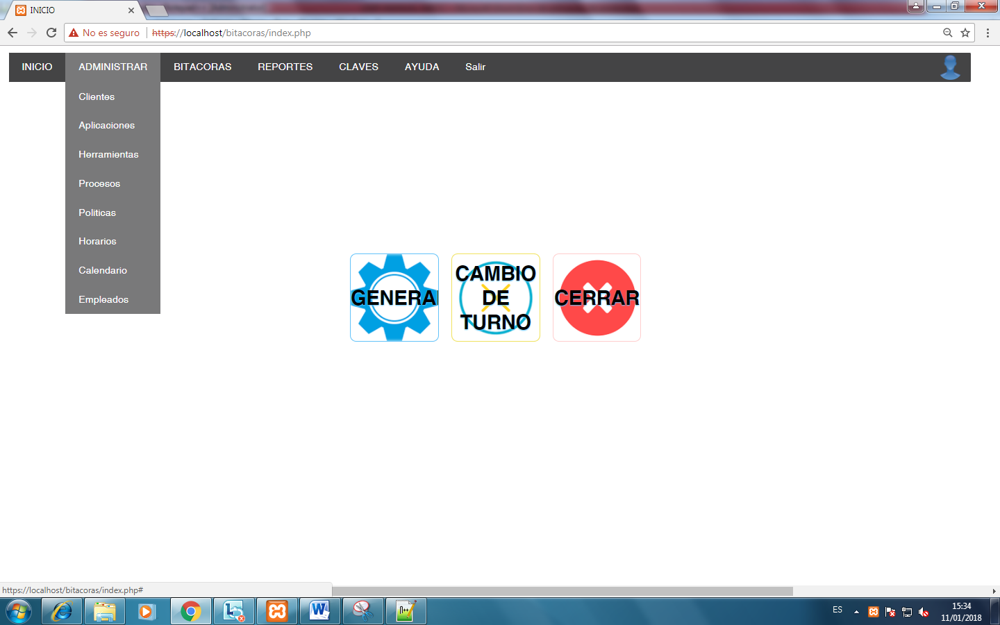 INICIO
No es seguro https://localhost/bitacoras/index.php
INICIO ADMINISTRAR BITACORAS REPORTES CLAVES AYUDA Salir
Clientes
Aplicaciones
Herramientas
Procesos
Politicas
Horarios
Calendario
Empleados
GENERAL
CAMBIO
DE
TURNO
CERRAR
https://localhost/bitacoras/index.php#
ES
15:34
11/01/2018